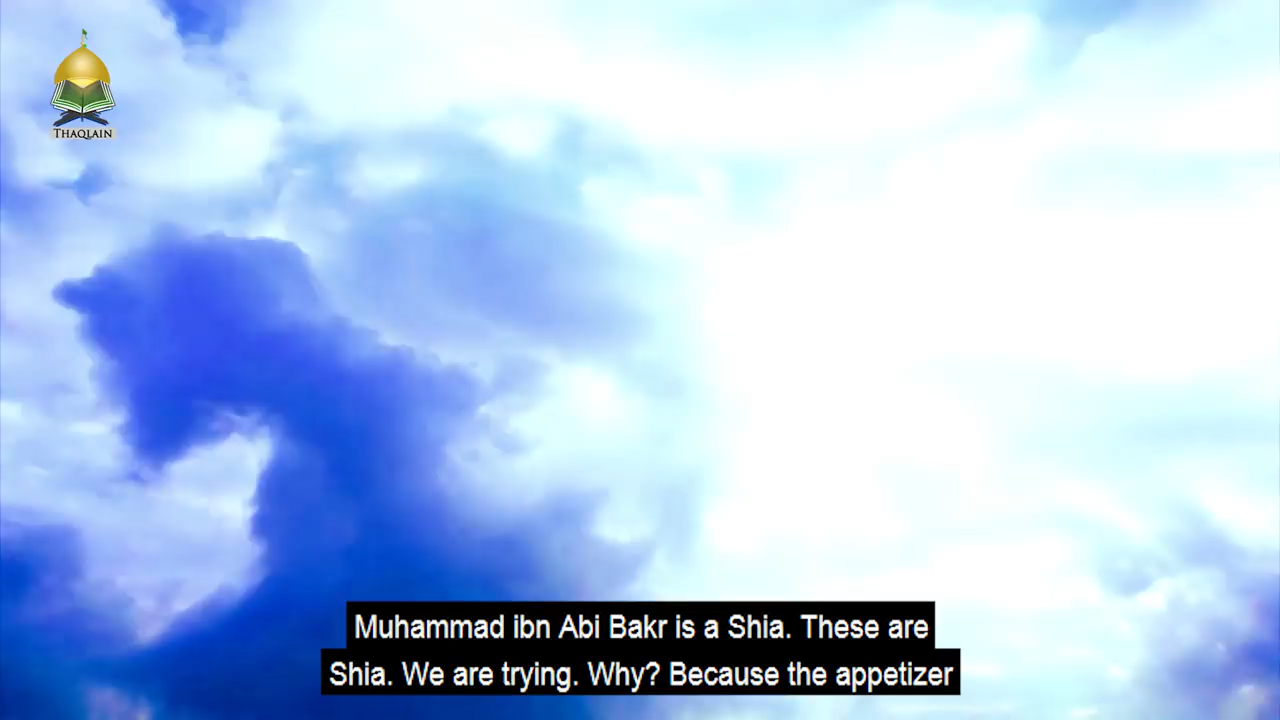 THAQLAIN
Muhammad ibn Abi Bakr is a Shia. These are
Shia. We are trying. Why? Because the appetizer